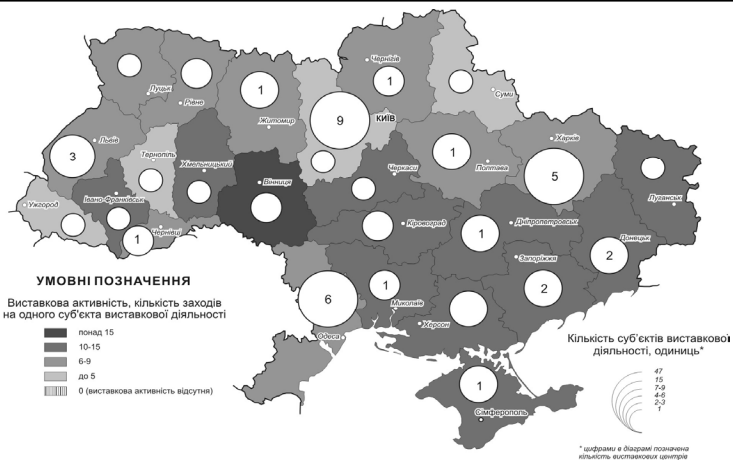 Чернігів
1
Луцьк
Рівне
1
Суми
Житомир
9
КИЇВ
Львів
3
Тернопіль
Хмельницький
Черкаси
1
Полтава
Харків
5
Вінниця
Луганськ
Ужгород
Івано-Франківськ
Чернівці
1
Кіровоград
Дніпропетровськ
1
Донецьк
2
Запоріжжя
2
6
1
Миколаїв
Херсон
Одеса
1
Сімферополь
УМОВНІ ПОЗНАЧЕННЯ
Виставкова активність, кількість заходів
на одного суб'єкта виставкової діяльності
понад 15
10-15
6-9
до 5
0 (виставкова активність відсутня)
Кількість суб'єктів виставкової
діяльності, одиниць*
47
15
7-9
4-6
2-3
1
* цифрами в діаграмі позначена
кількість виставкових центрів